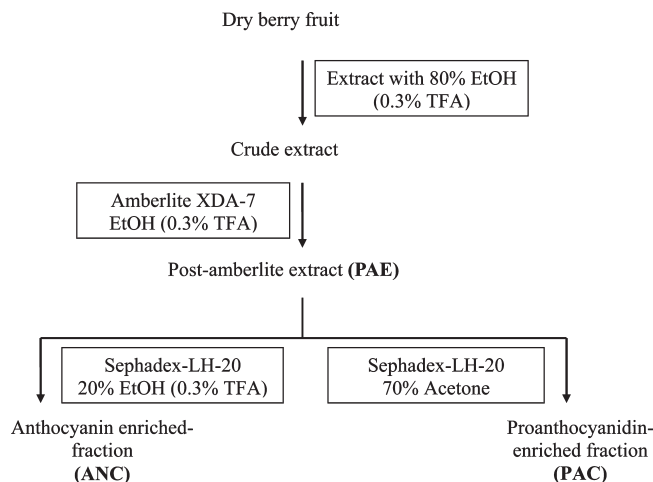 Dry berry fruit
Extract with 80% EtOH
(0.3% TFA)
Crude extract
Amberlite XDA-7
EtOH (0.3% TFA)
Post-amberlite extract (PAE)
Sephadex-LH-20
20% EtOH (0.3% TFA)
Sephadex-LH-20
70% Acetone
Anthocyanin enriched-
fraction
(ANC)
Proanthocyanidin-
enriched fraction
(PAC)